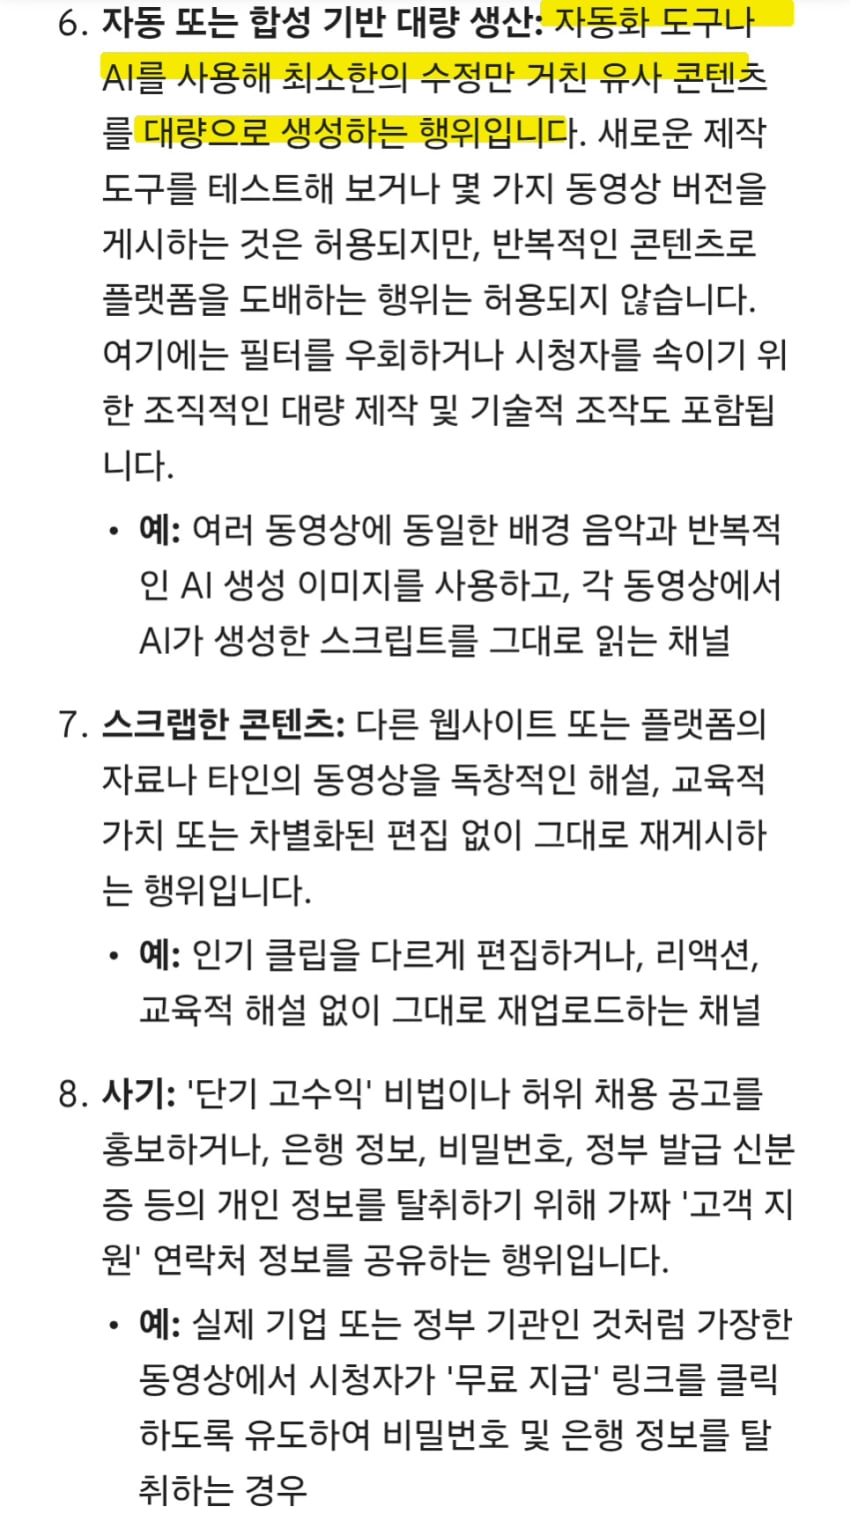 6. 자동 또는 합성 기반 대량 생산: 자동화 도구나
AI를 사용해 최소한의 수정만 거친 유사 콘텐츠
를 대량으로 생성하는 행위입니다. 새로운 제작
도구를 테스트해 보거나 몇 가지 동영상 버전을
게시하는 것은 허용되지만, 반복적인 콘텐츠로
플랫폼을 도배하는 행위는 허용되지 않습니다.
여기에는 필터를 우회하거나 시청자를 속이기 위
한 조직적인 대량 제작 및 기술적 조작도 포함됩
니다.
• 예: 여러 동영상에 동일한 배경 음악과 반복적
인 AI 생성 이미지를 사용하고, 각 동영상에서
AI가 생성한 스크립트를 그대로 읽는 채널
7. 스크랩한 콘텐츠: 다른 웹사이트 또는 플랫폼의
자료나 타인의 동영상을 독창적인 해설, 교육적
가치 또는 차별화된 편집 없이 그대로 재게시하
는 행위입니다.
• 예: 인기 클립을 다르게 편집하거나, 리액션,
교육적 해설 없이 그대로 재업로드하는 채널
8. 사기: '단기 고수익' 비법이나 허위 채용 공고를
홍보하거나, 은행 정보, 비밀번호, 정부 발급 신분
증 등의 개인 정보를 탈취하기 위해 가짜 '고객 지
원' 연락처 정보를 공유하는 행위입니다.
• 예: 실제 기업 또는 정부 기관인 것처럼 가장한
동영상에서 시청자가 '무료 지급' 링크를 클릭
하도록 유도하여 비밀번호 및 은행 정보를 탈
취하는 경우